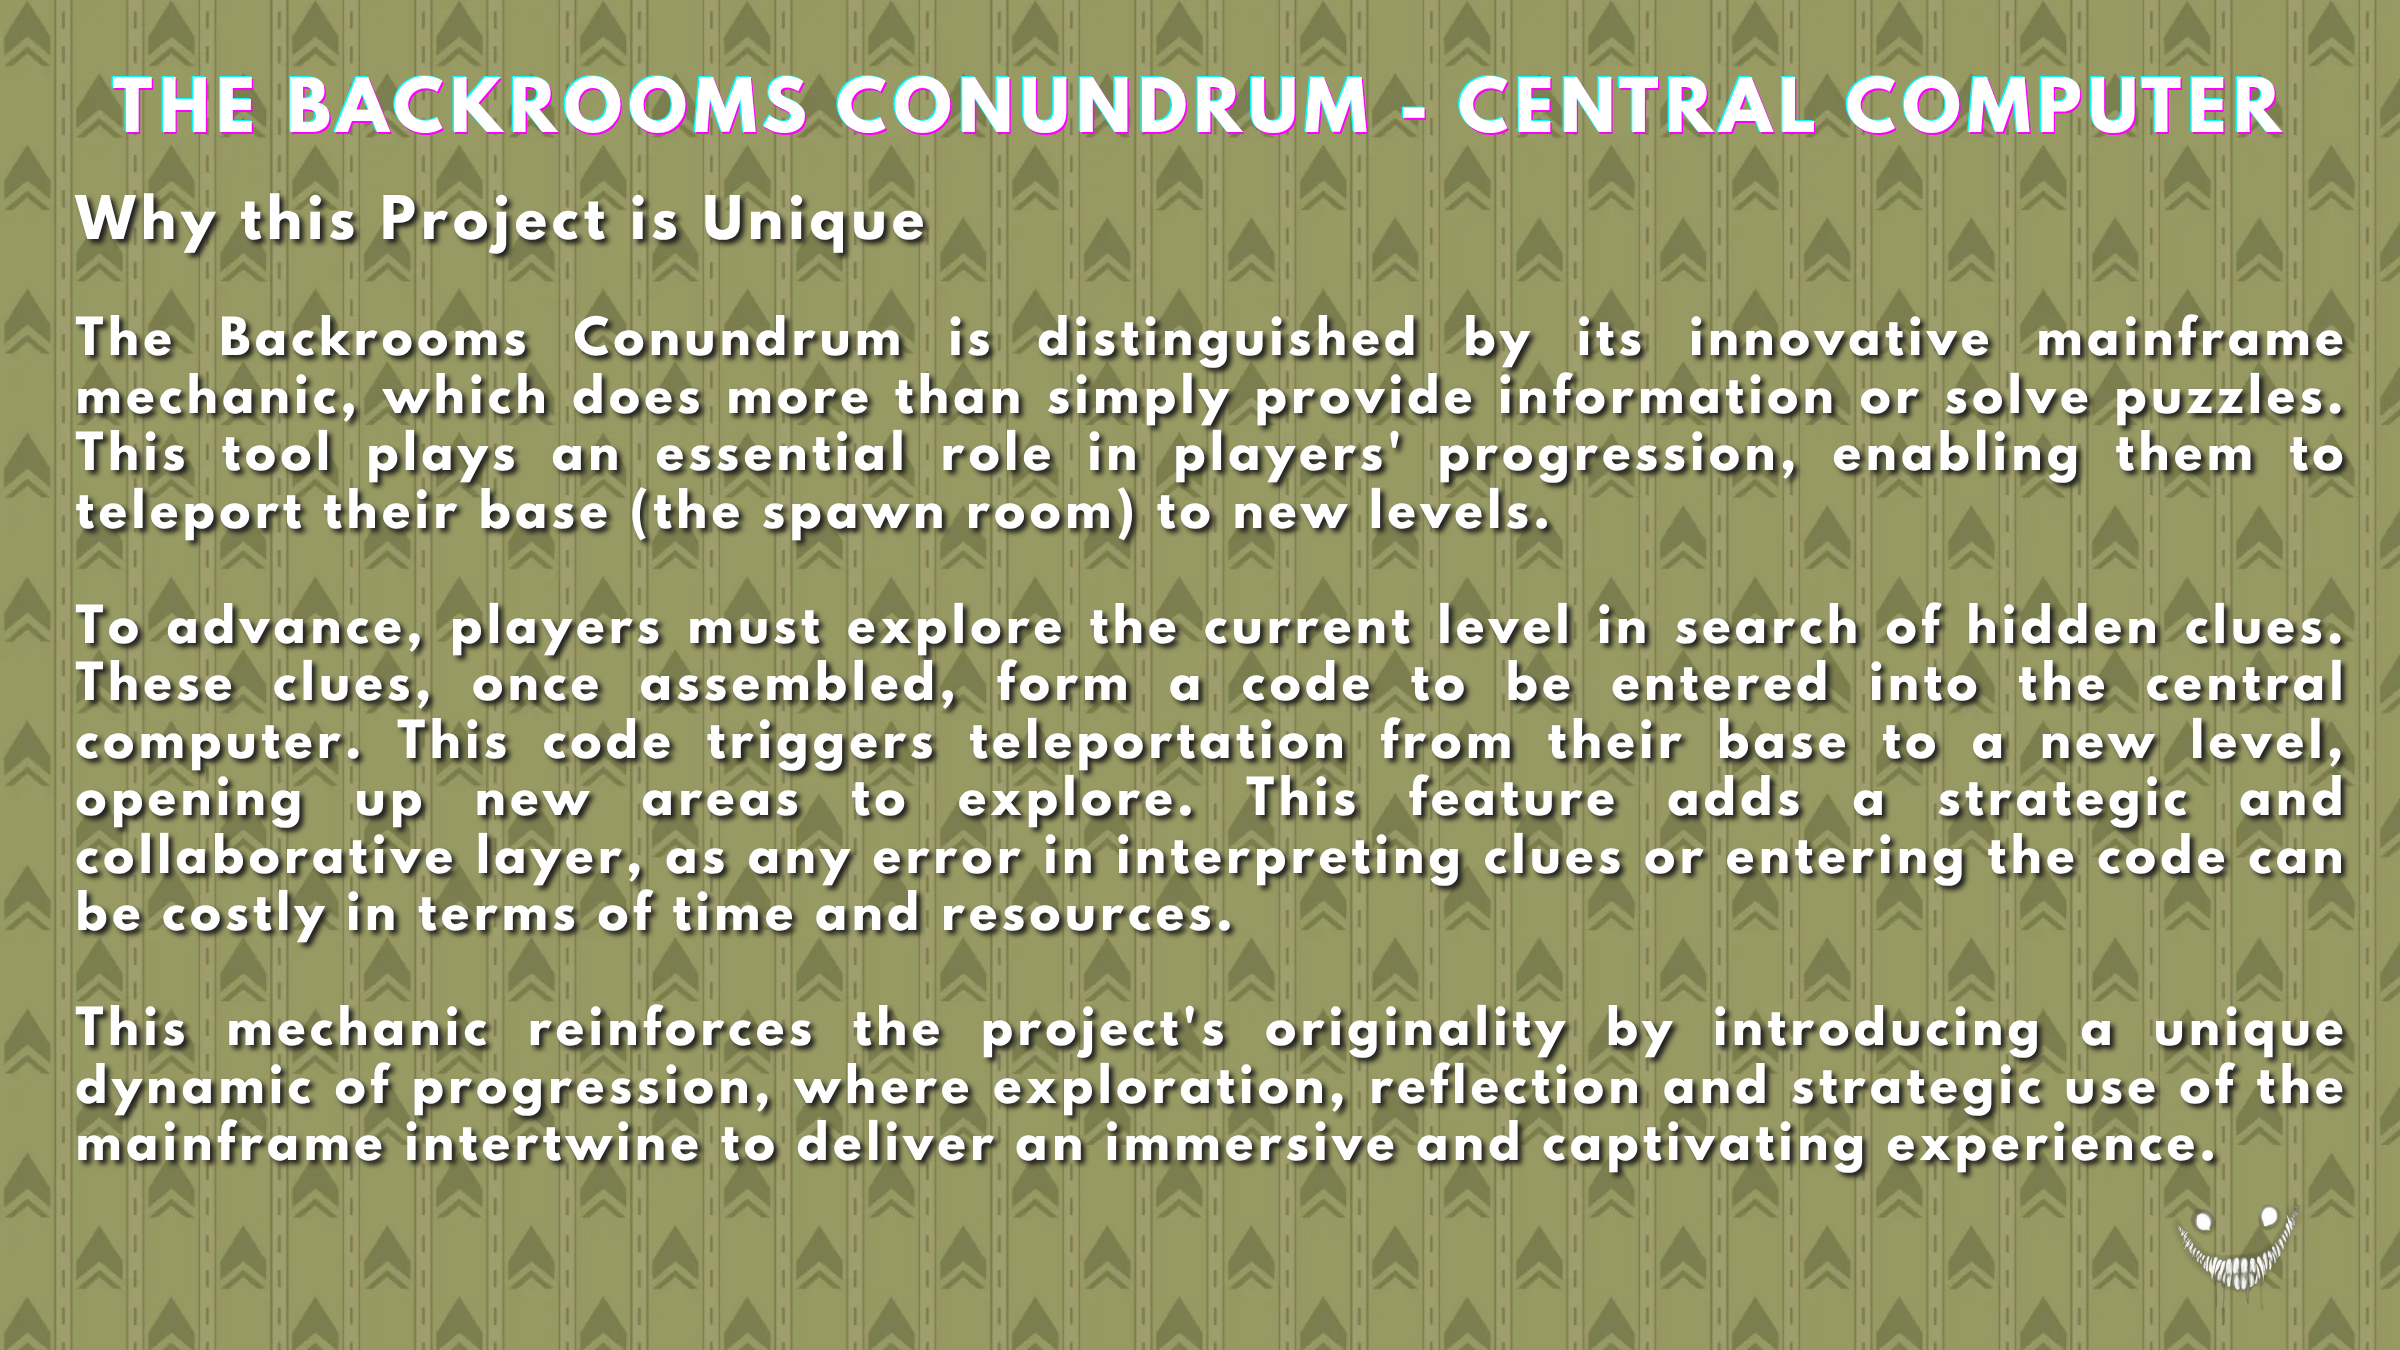 THE BACKROOMS CONUNDRUM - CENTRAL COMPUTER
Why this Project is Unique
The Backrooms Conundrum is distinguished by its innovative mainframe
mechanic, which does more than simply provide information or solve puzzles.
This tool plays an essential role in players' progression, enabling them to
teleport their base (the spawn room) to new levels.
To advance, players must explore the current level in search of hidden clues.
These clues, once assembled, form a code to be entered into the central
computer. This code triggers teleportation from their base to a new level,
opening up new areas to explore. This feature adds a strategic and
collaborative layer, as any error in interpreting clues or entering the code can
be costly in terms of time and resources.
This mechanic reinforces the project's originality by introducing a unique
dynamic of progression, where exploration, reflection and strategic use of the
mainframe intertwine to deliver an immersive and captivating experience.